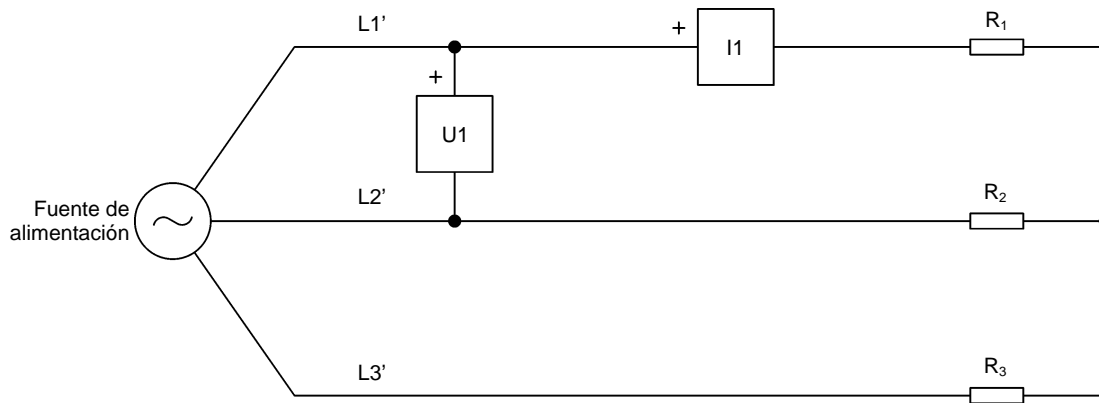 L1’
+
I1
R₁
+
U1
L2’
R₂
Fuente de
alimentación
L3’
R₃